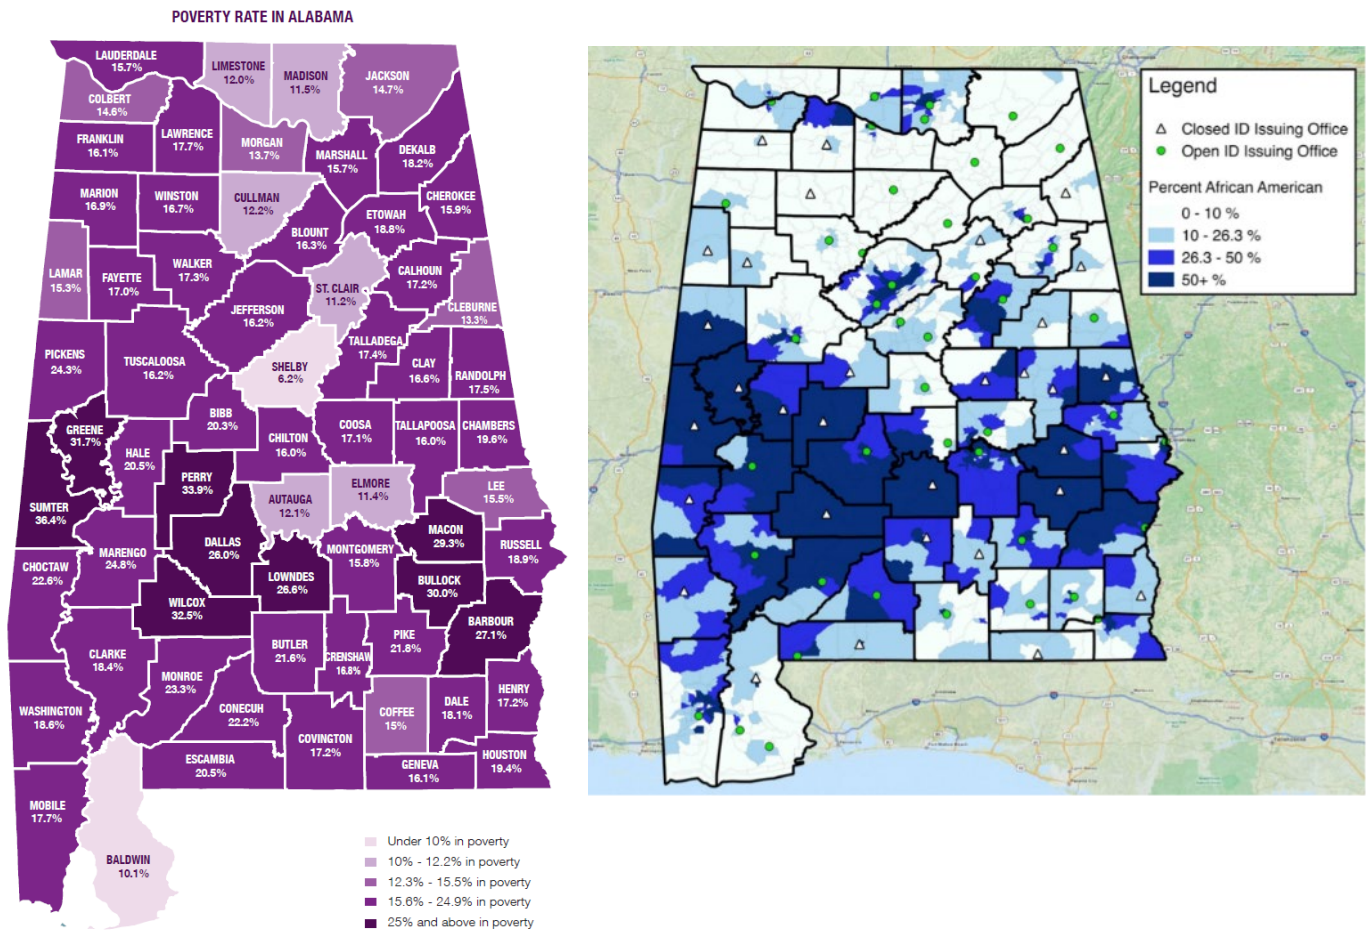 POVERTY RATE IN ALABAMA
LAUDERDALE
15.7%
LIMESTONE
12.0%
MADISON
11.5%
JACKSON
14.7%
COLBERT
14.6%
FRANKLIN
16.1%
LAWRENCE
17.7%
MORGAN
13.7%
MARSHALL
15.7%
DEKALB
18.2%
MARION
16.9%
WINSTON
16.7%
CULLMAN
12.2%
BLOUNT
16.3%
ETOWAH
18.8%
CHEROKEE
15.9%
LAMAR
15.3%
FAYETTE
17.0%
WALKER
17.3%
JEFFERSON
16.2%
ST. CLAIR
11.2%
CALHOUN
17.2%
CLEBURNE
13.3%
PICKENS
24.3%
TUSCALOOSA
16.2%
SHELBY
6.2%
TALLADEGA
17.4%
CLAY
16.6%
RANDOLPH
17.5%
GREENE
31.7%
HALE
20.5%
BIBB
20.3%
CHILTON
16.0%
COOSA
17.1%
TALLAPOOSA
16.0%
CHAMBERS
19.6%
SUMTER
36.4%
PERRY
33.9%
AUTAUGA
12.1%
ELMORE
11.4%
LEE
15.5%
MACON
29.3%
RUSSELL
18.9%
CHOCTAW
22.6%
MARENGO
24.8%
DALLAS
26.0%
LOWNDES
26.6%
MONTGOMERY
15.8%
BULLOCK
30.0%
WILCOX
32.5%
BARBOUR
27.1%
CLARKE
18.4%
MONROE
23.3%
BUTLER
21.6%
CRENSHAW
16.8%
PIKE
21.8%
WASHINGTON
18.6%
CONECUH
22.2%
COVINGTON
17.2%
COFFEE
15%
DALE
18.1%
HENRY
17.2%
ESCAMBIA
20.5%
GENEVA
16.1%
HOUSTON
19.4%
MOBILE
17.7%
BALDWIN
10.1%
Under 10% in poverty
10% - 12.2% in poverty
12.3% - 15.5% in poverty
15.6% - 24.9% in poverty
25% and above in poverty
Legend
Closed ID Issuing Office
Open ID Issuing Office
Percent African American
0 - 10 %
10 - 26.3 %
26.3 - 50 %
50+ %